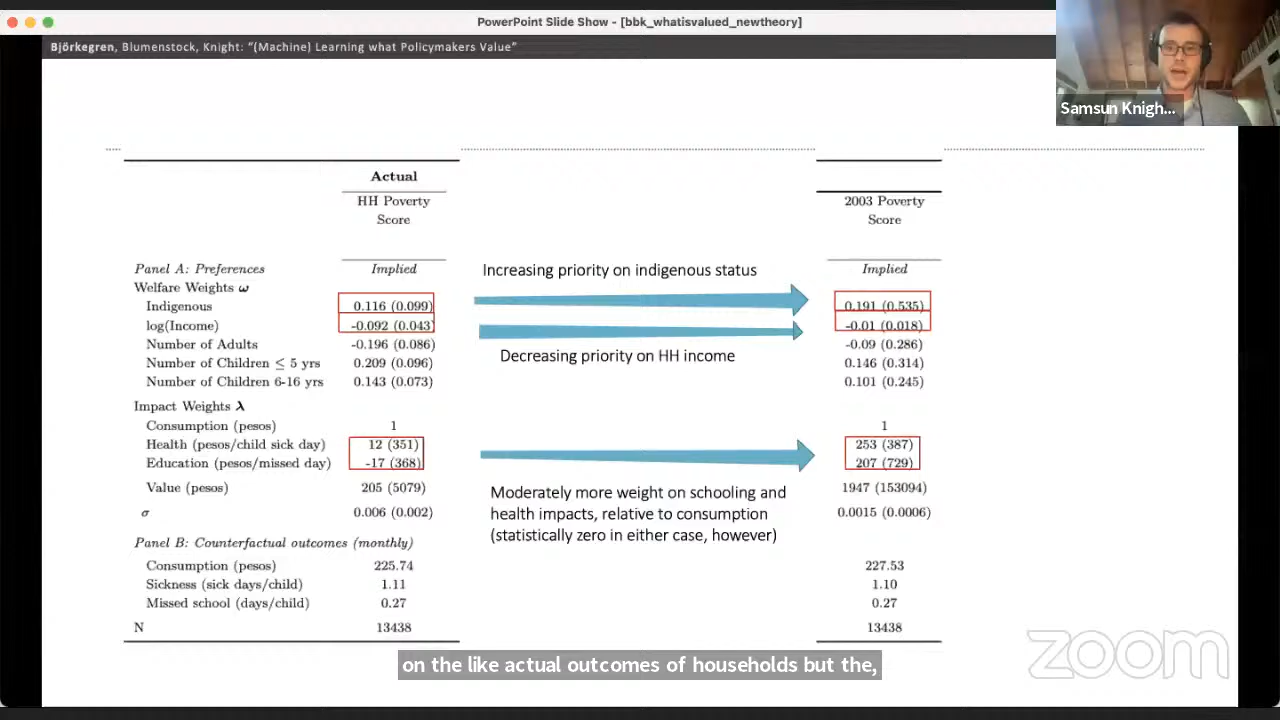 PowerPoint Slide Show - [bbk_whatisvalued_newtheory]
Björkegren, Blumenstock, Knight: "(Machine) Learning what Policymakers Value"
Samsun Knigh...
Actual
HH Poverty 2003 Poverty
Score Score
Panel A: Preferences Implied Increasing priority on indigenous status Implied
Welfare Weights ω
Indigenous 0.116 (0.099) 0.191 (0.535)
log(Income) -0.092 (0.043) -0.01 (0.018)
Number of Adults -0.196 (0.086) Decreasing priority on HH income -0.09 (0.286)
Number of Children ≤ 5 yrs 0.209 (0.096) 0.146 (0.314)
Number of Children 6-16 yrs 0.143 (0.073) 0.101 (0.245)
Impact Weights λ
Consumption (pesos) 1 1
Health (pesos/child sick day) 12 (351) 253 (387)
Education (pesos/missed day) -17 (368) 207 (729)
Value (pesos) 205 (5079) 1947 (153094)
σ 0.006 (0.002) 0.0015 (0.0006)
Moderately more weight on schooling and
health impacts, relative to consumption
(statistically zero in either case, however)
Panel B: Counterfactual outcomes (monthly)
Consumption (pesos) 225.74 227.53
Sickness (sick days/child) 1.11 1.10
Missed school (days/child) 0.27 0.27
N 13438 13438
zoom
on the like actual outcomes of households but the,